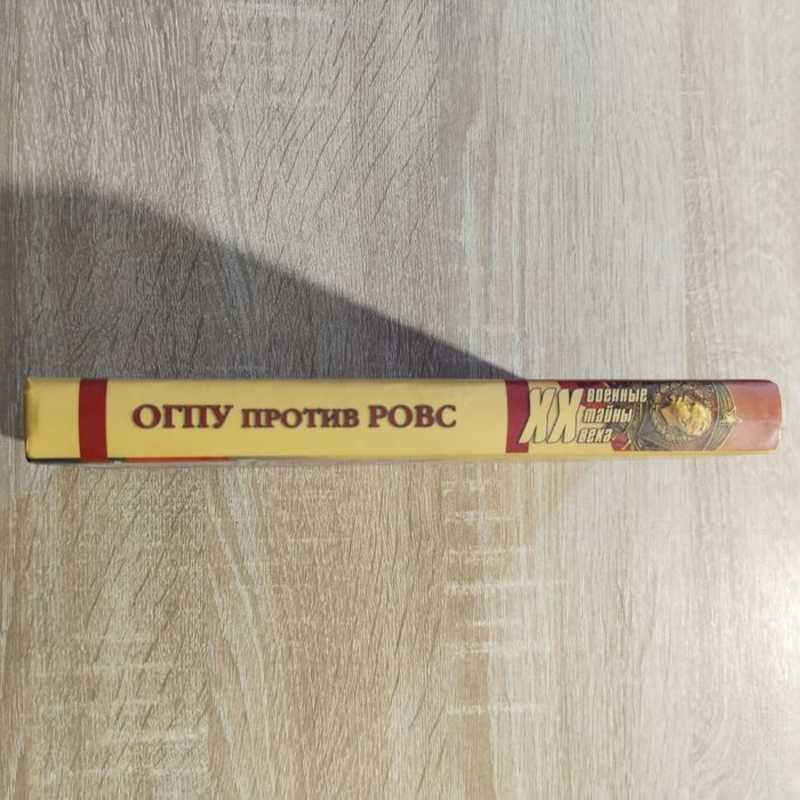 ОГПУ ПРОТИВ РОВС
XX
военные
тайны
века